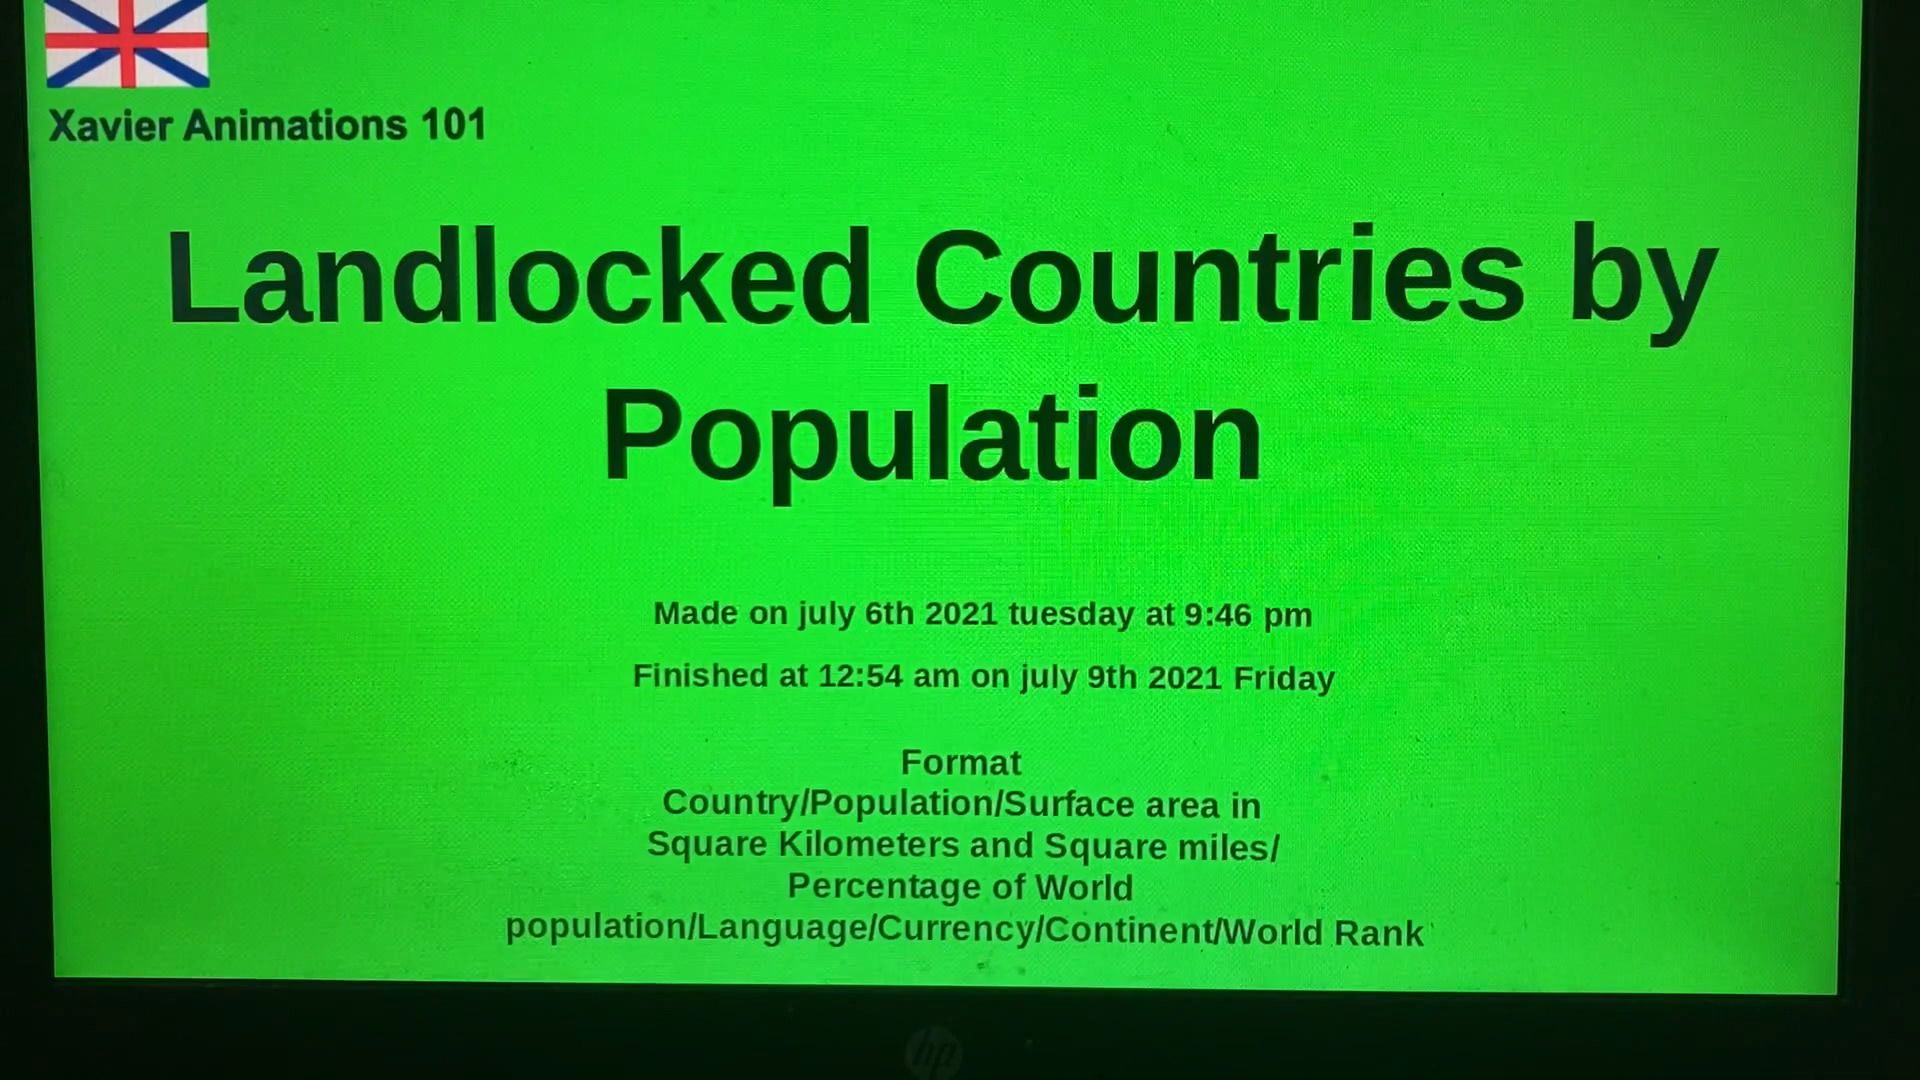 Xavier Animations 101
Landlocked Countries by
Population
Made on july 6th 2021 tuesday at 9:46 pm
Finished at 12:54 am on july 9th 2021 Friday
Format
Country/Population/Surface area in
Square Kilometers and Square miles/
Percentage of World
population/Language/Currency/Continent/World Rank
hp